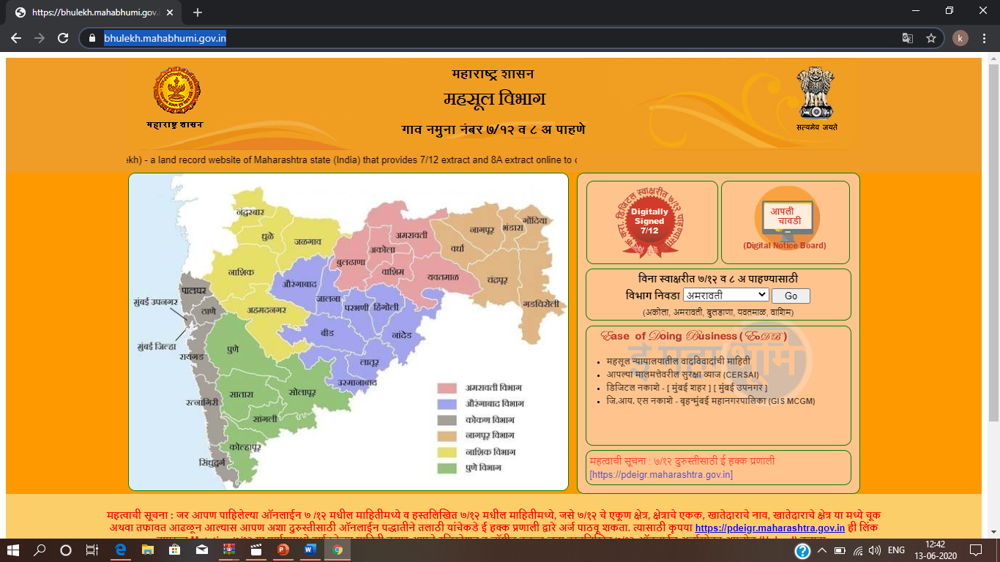 https://bhulekh.mahabhumi.gov.i
bhulekh.mahabhumi.gov.in
k
महाराष्ट्र शासन
महसूल विभाग
गाव नमुना नंबर ७/१२ व ८ अ पाहणे
महाराष्ट्र शासन
सत्यमेव जयते
ekh) - a land record website of Maharashtra state (India) that provides 7/12 extract and 8A extract online to c
नंदुरबार
धुळे
जळगाव
नाशिक
अहमदनगर
औरंगाबाद
जालना
परभणी
हिंगोली
बीड
नांदेड
लातूर
उस्मानाबाद
बुलढाणा
अकोला
अमरावती
वाशिम
यवतमाळ
वर्धा
नागपूर
भंडारा
गोंदिया
चंद्रपूर
गडचिरोली
पालघर
मुंबई उपनगर
ठाणे
मुंबई जिल्हा
रायगड
रत्नागिरी
सिंधुदुर्ग
पुणे
सातारा
सोलापूर
सांगली
कोल्हापूर
अमरावती विभाग
औरंगाबाद विभाग
कोकण विभाग
नागपूर विभाग
नाशिक विभाग
पुणे विभाग
डिजिटल स्वाक्षरीत ७/१२
Digitally
Signed
7/12
आपली
चावडी
(Digital Notice Board)
विना स्वाक्षरीत ७/१२ व ८ अ पाहण्यासाठी
विभाग निवडा अमरावती Go
(अकोला, अमरावती, बुलडाणा, यवतमाळ, वाशिम)
Ease of Doing Business ( EoDB )
ई महाभूमि
महसूल न्यायालयातील वादविवादांची माहिती
आपल्या मालमत्तेवरील सुरक्षा व्याज (CERSAI)
डिजिटल नकाशे - [ मुंबई शहर ] [ मुंबई उपनगर ]
जि.आय. एस नकाशे - बृहन्मुंबई महानगरपालिका (GIS MCGM)
महत्वाची सूचना : ७/१२ दुरुस्तीसाठी ई हक्क प्रणाली
[https://pdeigr.maharashtra.gov.in]
महत्वाची सूचना : जर आपण पाहिलेल्या ऑनलाईन ७ /१२ मधील माहितीमध्ये व हस्तलिखित ७/१२ मधील माहितीमध्ये, जसे ७/१२ चे एकूण क्षेत्र, क्षेत्राचे एकक, खातेदाराचे नाव, खातेदाराचे क्षेत्र या मध्ये चूक
अथवा तफावत आढळून आल्यास आपण अशा दुरुस्तीसाठी ऑनलाईन पद्धातीने तलाठी यांचेकडे ई हक्क प्रणाली द्वारे अर्ज पाठवू शकता. त्यासाठी कृपया https://pdeigr.maharashtra.gov.in ही लिंक
ENG
12:42
13-06-2020